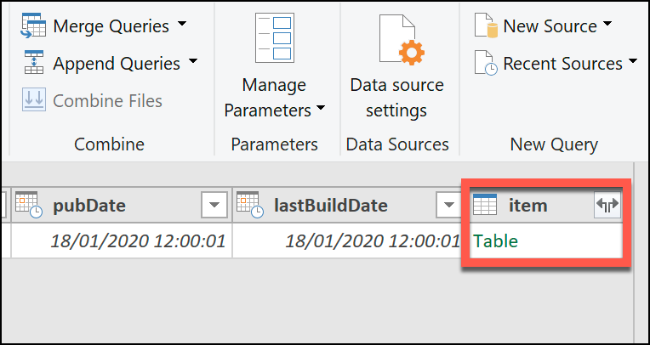 Merge Queries
Append Queries
Combine Files
Combine
Manage
Parameters
Parameters
Data source
settings
Data Sources
New Source
Recent Sources
New Query
pubDate
lastBuildDate
item
18/01/2020 12:00:01
18/01/2020 12:00:01
Table